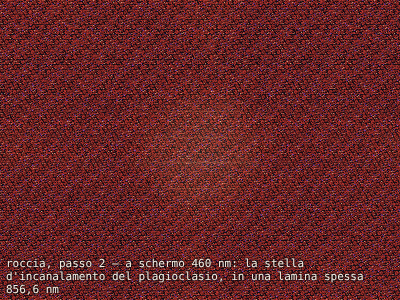 roccia, passo 2 — a schermo 460 nm: la stella
d'incanalamento del plagioclasio, in una lamina spessa
856,6 nm